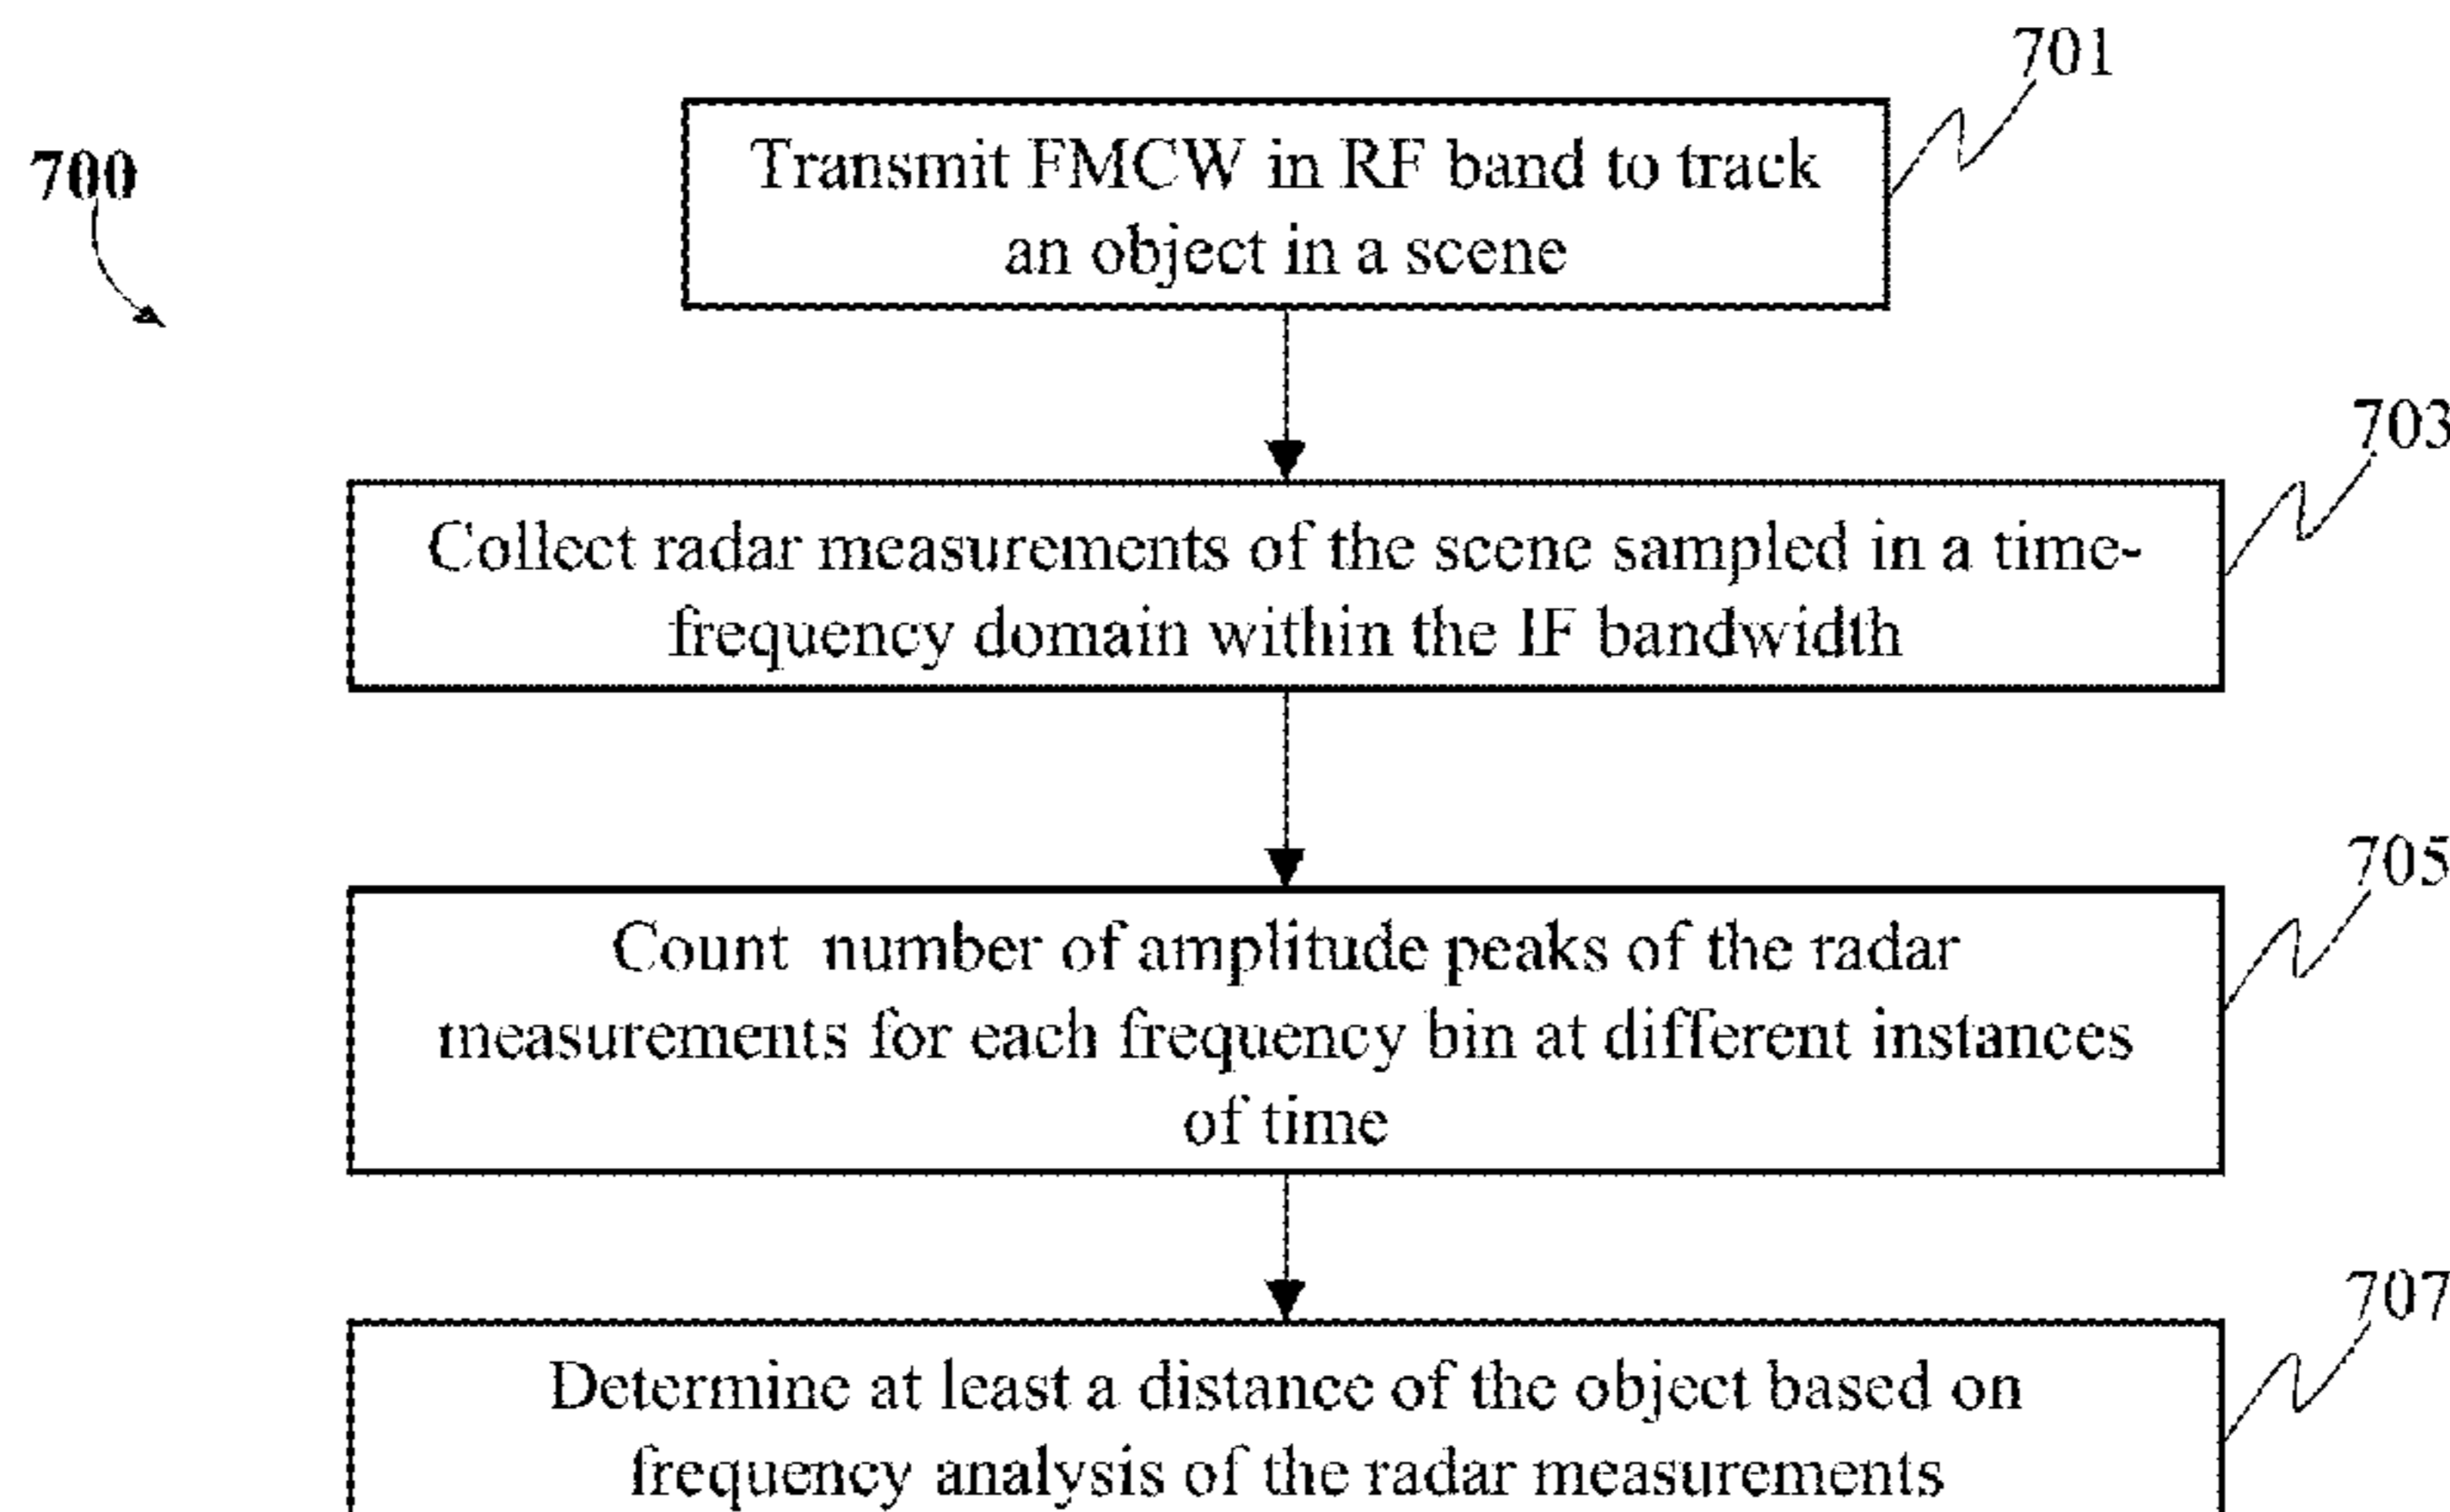 701
700
Transmit FMCW in RF band to track
an object in a scene
703
Collect radar measurements of the scene sampled in a time-
frequency domain within the IF bandwidth
705
Count number of amplitude peaks of the radar
measurements for each frequency bin at different instances
of time
707
Determine at least a distance of the object based on
frequency analysis of the radar measurements